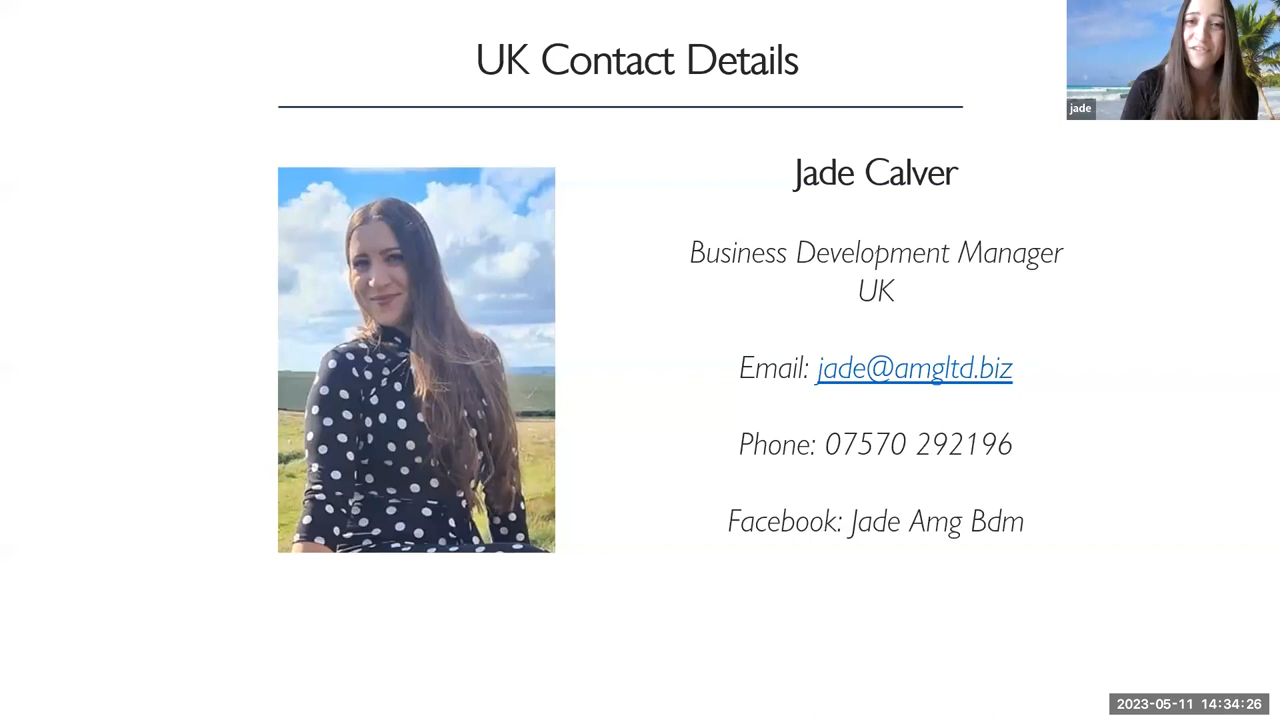 UK Contact Details
jade
Jade Calver
Business Development Manager
UK
Email: jade@amgltd.biz
Phone: 07570 292196
Facebook: Jade Amg Bdm
2023-05-11 14:34:26